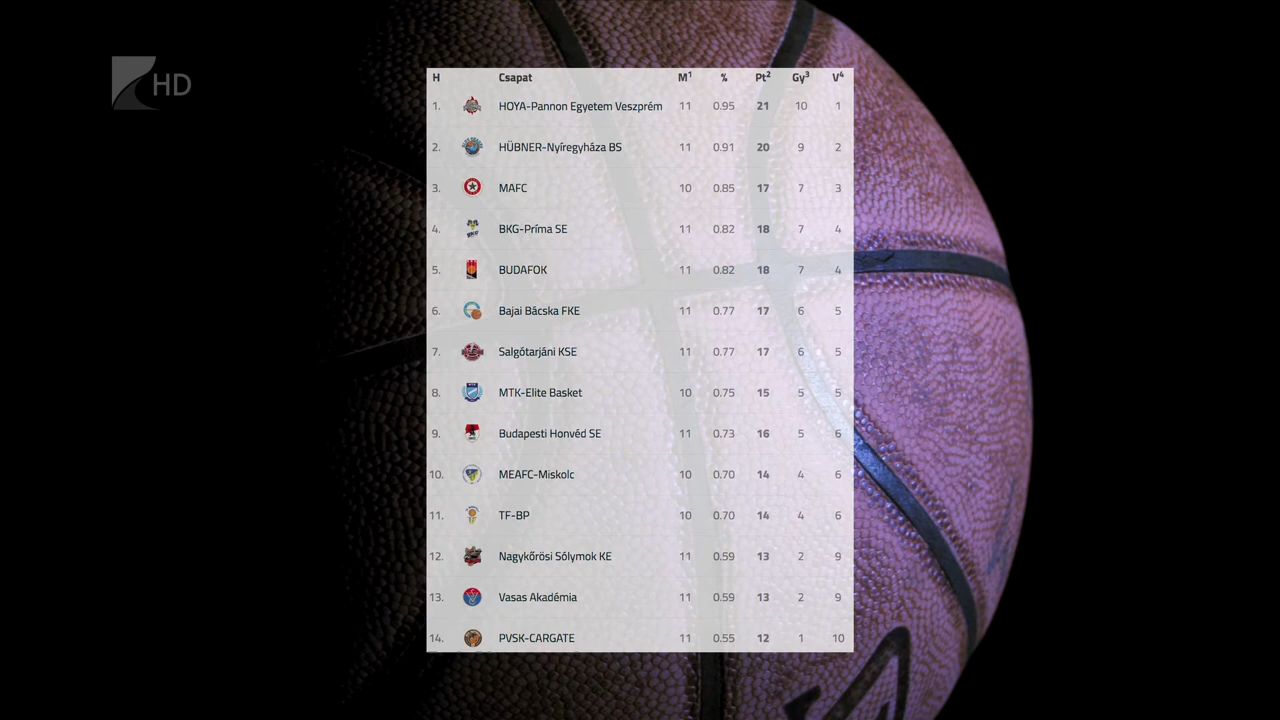 HD
H Csapat M¹ % Pt² Gy³ V⁴
1. HOYA-Pannon Egyetem Veszprém 11 0.95 21 10 1
2. HÜBNER-Nyíregyháza BS 11 0.91 20 9 2
3. MAFC 10 0.85 17 7 3
4. BKG-Príma SE 11 0.82 18 7 4
5. BUDAFOK 11 0.82 18 7 4
6. Bajai Bácska FKE 11 0.77 17 6 5
7. Salgótarjáni KSE 11 0.77 17 6 5
8. MTK-Elite Basket 10 0.75 15 5 5
9. Budapesti Honvéd SE 11 0.73 16 5 6
10. MEAFC-Miskolc 10 0.70 14 4 6
11. TF-BP 10 0.70 14 4 6
12. Nagykőrösi Sólymok KE 11 0.59 13 2 9
13. Vasas Akadémia 11 0.59 13 2 9
14. PVSK-CARGATE 11 0.55 12 1 10